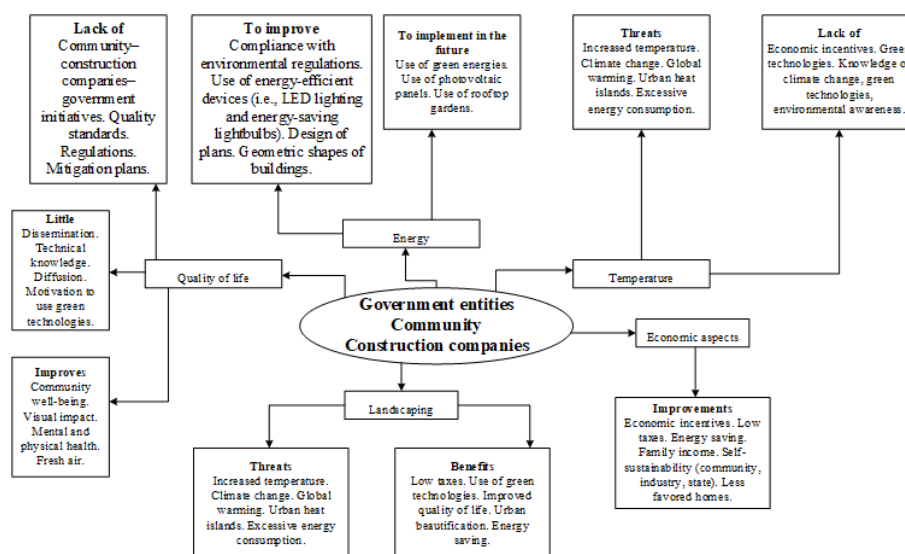 Lack of
Community–
construction
companies–
government
initiatives. Quality
standards.
Regulations.
Mitigation plans.
To improve
Compliance with
environmental regulations.
Use of energy-efficient
devices (i.e., LED lighting
and energy-saving
lightbulbs). Design of
plans. Geometric shapes of
buildings.
To implement in the
future
Use of green energies.
Use of photovoltaic
panels. Use of rooftop
gardens.
Threats
Increased temperature.
Climate change. Global
warming. Urban heat
islands. Excessive
energy consumption.
Lack of
Economic incentives. Green
technologies. Knowledge of
climate change, green
technologies,
environmental awareness.
Little
Dissemination.
Technical
knowledge.
Diffusion.
Motivation to
use green
technologies.
Quality of life
Energy
Temperature
Government entities
Community
Construction companies
Economic aspects
Improves
Community
well-being.
Visual impact.
Mental and
physical health.
Fresh air.
Landscaping
Threats
Increased temperature.
Climate change. Global
warming. Urban heat
islands. Excessive energy
consumption.
Benefits
Low taxes. Use of green
technologies. Improved
quality of life. Urban
beautification. Energy
saving.
Improvements
Economic incentives. Low
taxes. Energy saving.
Family income. Self-
sustainability (community,
industry, state). Less
favored homes.